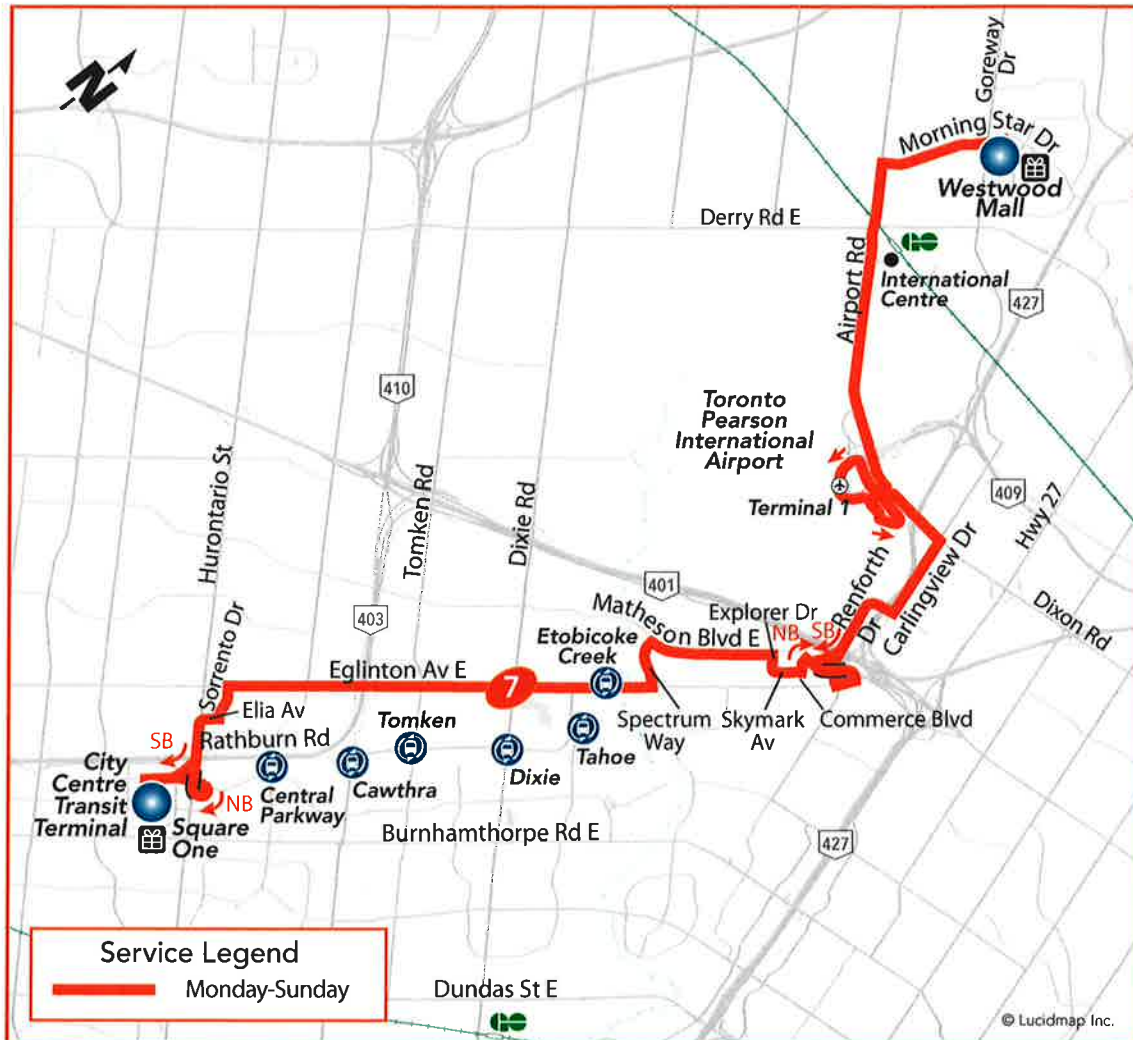 N
Goreway
Dr
Morning Star Dr
Westwood
Mall
Derry Rd E
GO
International
Centre
Airport Rd
427
410
Toronto
Pearson
International
Airport
Terminal 1
409
Hwy 27
Hurontario St
Tomken Rd
Dixie Rd
401
403
Renforth
Dr
Carlingview Dr
Dixon Rd
Matheson Blvd E
Explorer Dr
NB
SB
Etobicoke
Creek
Sorrento Dr
Eglinton Av E
7
Elia Av
Spectrum
Way
Skymark
Av
Commerce Blvd
Rathburn Rd
Tomken
Tahoe
SB
City
Centre
Transit
Terminal
NB
Central
Parkway
Cawthra
Dixie
Square
One
Burnhamthorpe Rd E
427
Service Legend
Monday-Sunday
Dundas St E
GO
© Lucidmap Inc.